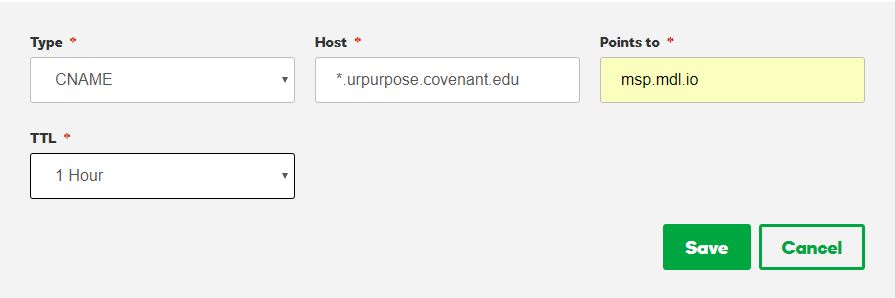 Type *
Host *
Points to *
CNAME
*.urpurpose.covenant.edu
msp.mdl.io
TTL *
1 Hour
Save
Cancel